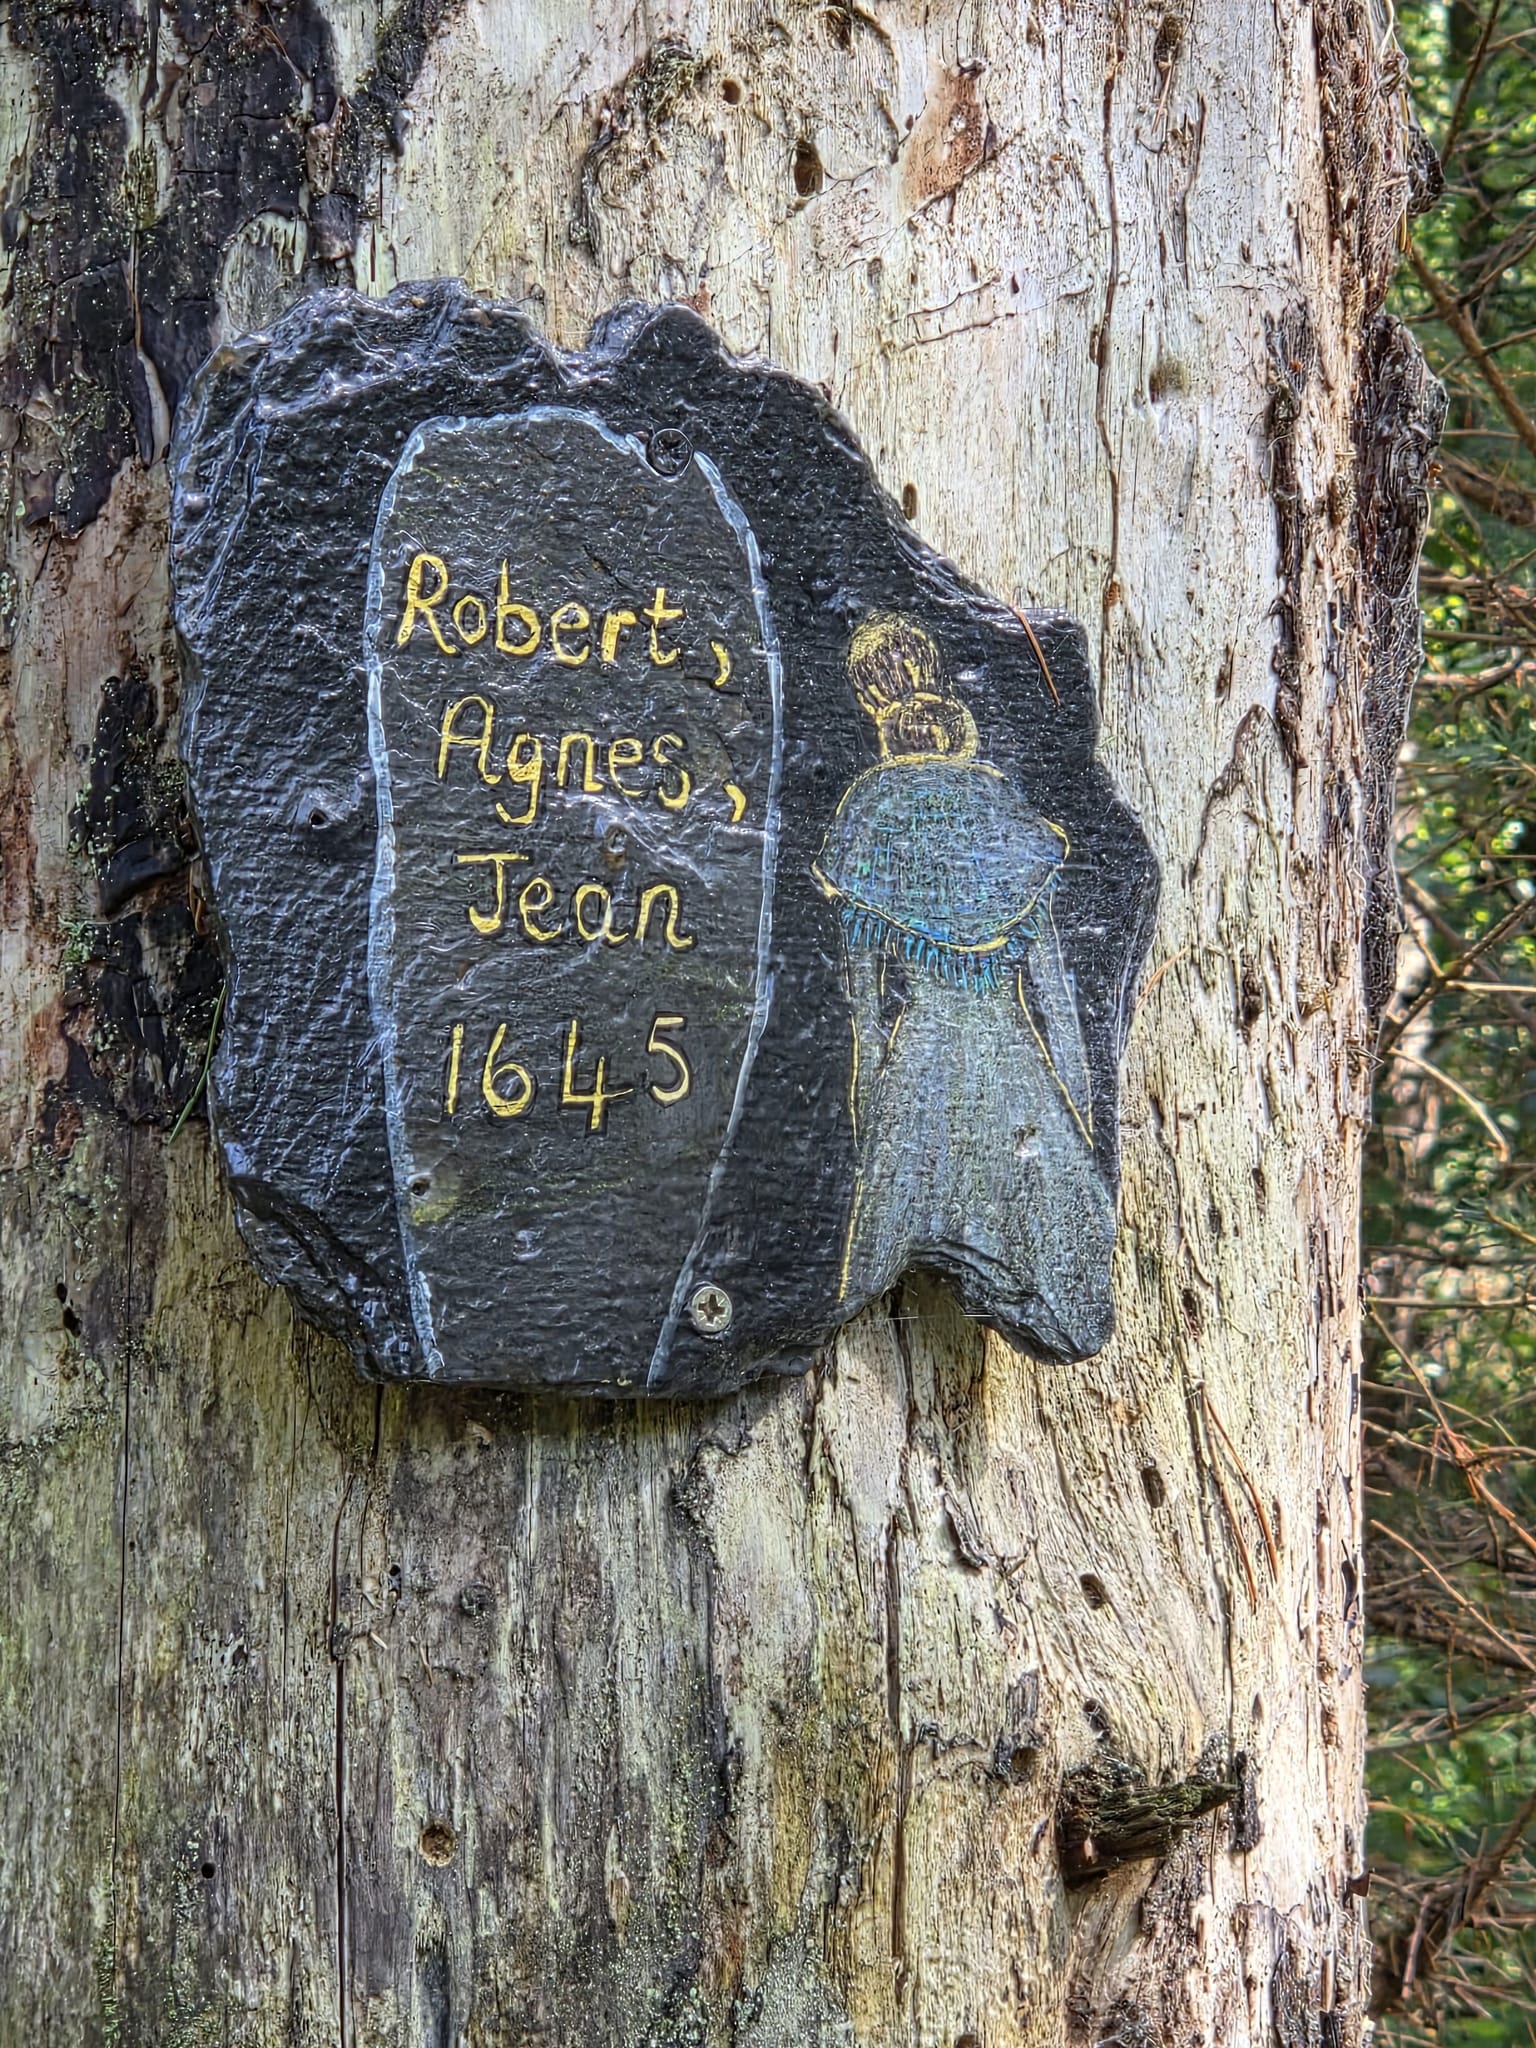 Robert,
Agnes,
Jean
1645